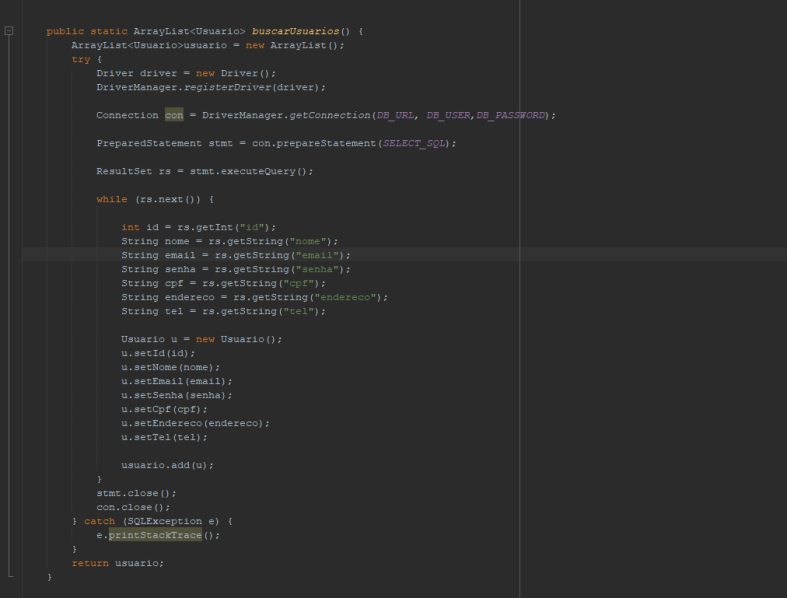 public static ArrayList<Usuario> buscarUsuarios() {
ArrayList<Usuario>usuario = new ArrayList();
try {
Driver driver = new Driver();
DriverManager.registerDriver(driver);
Connection con = DriverManager.getConnection(DB_URL, DB_USER,DB_PASSWORD);
PreparedStatement stmt = con.prepareStatement(SELECT_SQL);
ResultSet rs = stmt.executeQuery();
while (rs.next()) {
int id = rs.getInt("id");
String nome = rs.getString("nome");
String email = rs.getString("email");
String senha = rs.getString("senha");
String cpf = rs.getString("cpf");
String endereco = rs.getString("endereco");
String tel = rs.getString("tel");
Usuario u = new Usuario();
u.setId(id);
u.setNome(nome);
u.setEmail(email);
u.setSenha(senha);
u.setCpf(cpf);
u.setEndereco(endereco);
u.setTel(tel);
usuario.add(u);
}
stmt.close();
con.close();
} catch (SQLException e) {
e.printStackTrace();
}
return usuario;
}